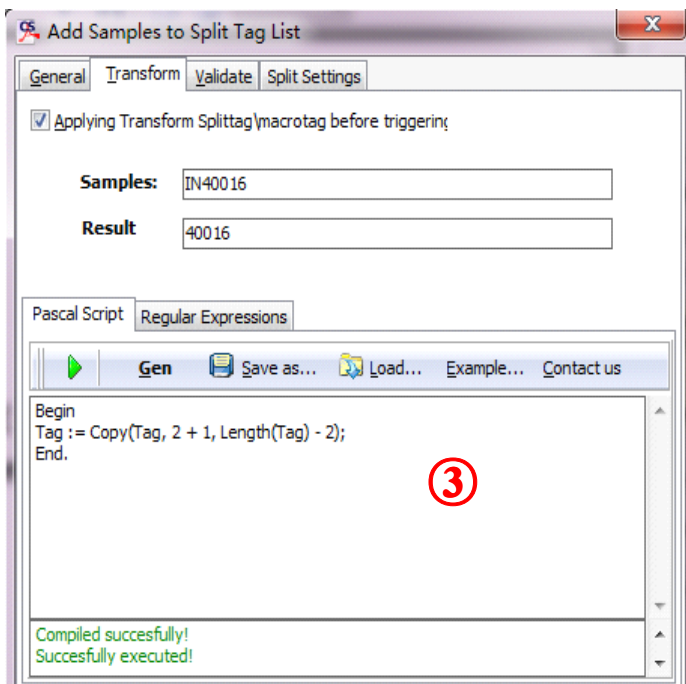 Add Samples to Split Tag List
General Transform Validate Split Settings
Applying Transform Splittag\macrotag before triggering
Samples: IN40016
Result 40016
Pascal Script Regular Expressions
Gen Save as... Load... Example... Contact us
Begin
Tag := Copy(Tag, 2 + 1, Length(Tag) - 2);
End.
③
Compiled succesfully!
Succesfully executed!